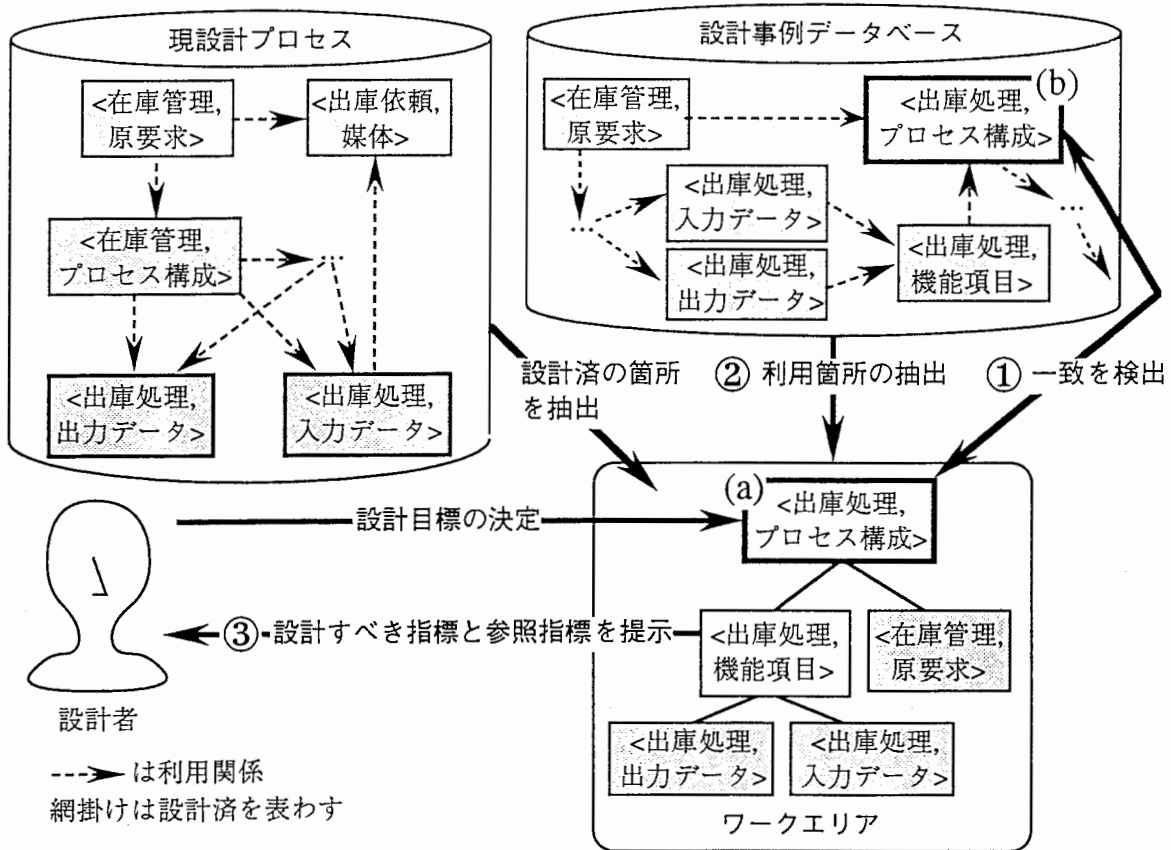 現設計プロセス
<在庫管理,
原要求>
<出庫依頼,
媒体>
<在庫管理,
プロセス構成>
...
<出庫処理,
出力データ>
<出庫処理,
入力データ>
設計事例データベース
<在庫管理,
原要求>
(b)
<出庫処理,
プロセス構成>
...
<出庫処理,
入力データ>
...
<出庫処理,
出力データ>
<出庫処理,
機能項目>
設計済の箇所
を抽出
② 利用箇所の抽出
① 一致を検出
設計目標の決定
(a)
<出庫処理,
プロセス構成>
③ 設計すべき指標と参照指標を提示
<出庫処理,
機能項目>
<在庫管理,
原要求>
<出庫処理,
出力データ>
<出庫処理,
入力データ>
ワークエリア
設計者
は利用関係
網掛けは設計済を表わす